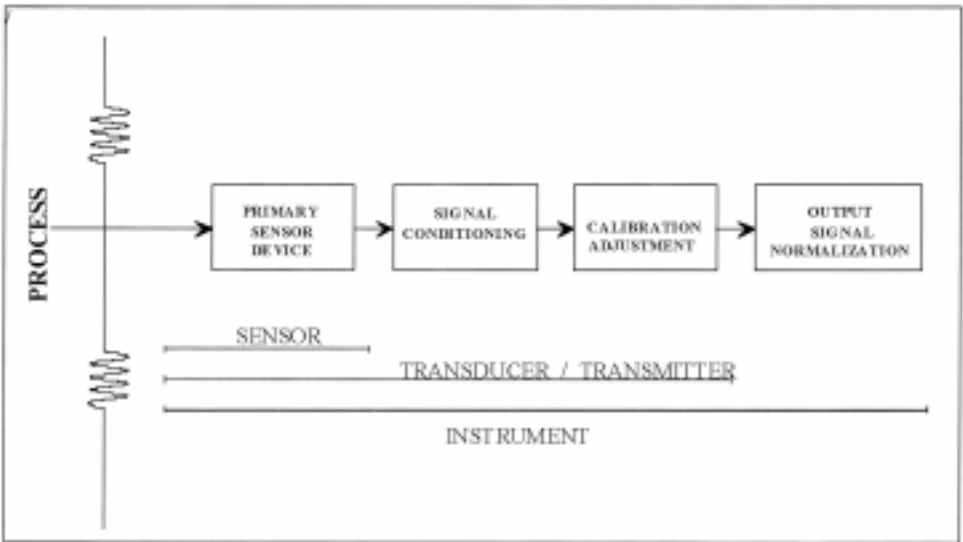 PROCESS
PRIMARY
SENSOR
DEVICE
SIGNAL
CONDITIONING
CALIBRATION
ADJUSTMENT
OUTPUT
SIGNAL
NORMALIZATION
SENSOR
TRANSDUCER / TRANSMITTER
INSTRUMENT